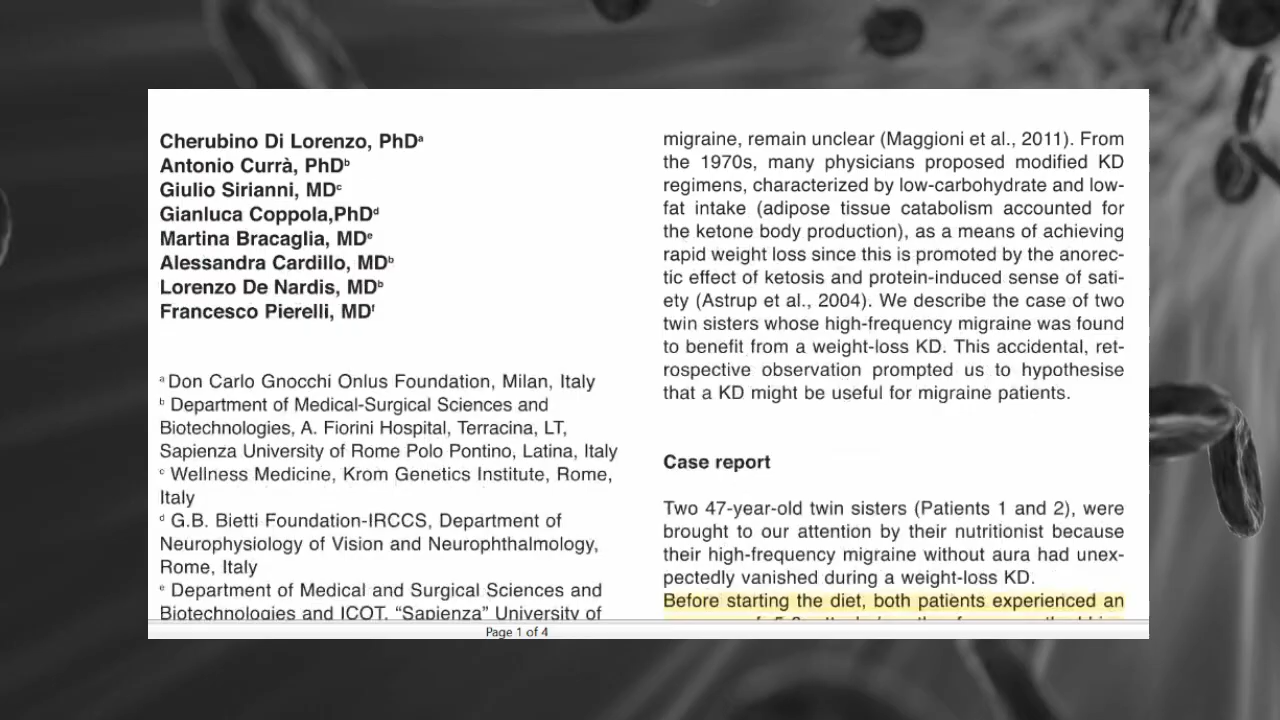 Cherubino Di Lorenzo, PhDᵃ
Antonio Currà, PhDᵇ
Giulio Sirianni, MDᶜ
Gianluca Coppola,PhDᵈ
Martina Bracaglia, MDᵉ
Alessandra Cardillo, MDᵇ
Lorenzo De Nardis, MDᵇ
Francesco Pierelli, MDᶠ
ᵃ Don Carlo Gnocchi Onlus Foundation, Milan, Italy
ᵇ Department of Medical-Surgical Sciences and
Biotechnologies, A. Fiorini Hospital, Terracina, LT,
Sapienza University of Rome Polo Pontino, Latina, Italy
ᶜ Wellness Medicine, Krom Genetics Institute, Rome,
Italy
ᵈ G.B. Bietti Foundation-IRCCS, Department of
Neurophysiology of Vision and Neurophthalmology,
Rome, Italy
ᵉ Department of Medical and Surgical Sciences and
Biotechnologies and ICOT, “Sapienza” University of
migraine, remain unclear (Maggioni et al., 2011). From
the 1970s, many physicians proposed modified KD
regimens, characterized by low-carbohydrate and low-
fat intake (adipose tissue catabolism accounted for
the ketone body production), as a means of achieving
rapid weight loss since this is promoted by the anorec-
tic effect of ketosis and protein-induced sense of sati-
ety (Astrup et al., 2004). We describe the case of two
twin sisters whose high-frequency migraine was found
to benefit from a weight-loss KD. This accidental, ret-
rospective observation prompted us to hypothesise
that a KD might be useful for migraine patients.
Case report
Two 47-year-old twin sisters (Patients 1 and 2), were
brought to our attention by their nutritionist because
their high-frequency migraine without aura had unex-
pectedly vanished during a weight-loss KD.
Before starting the diet, both patients experienced an
Page 1 of 4